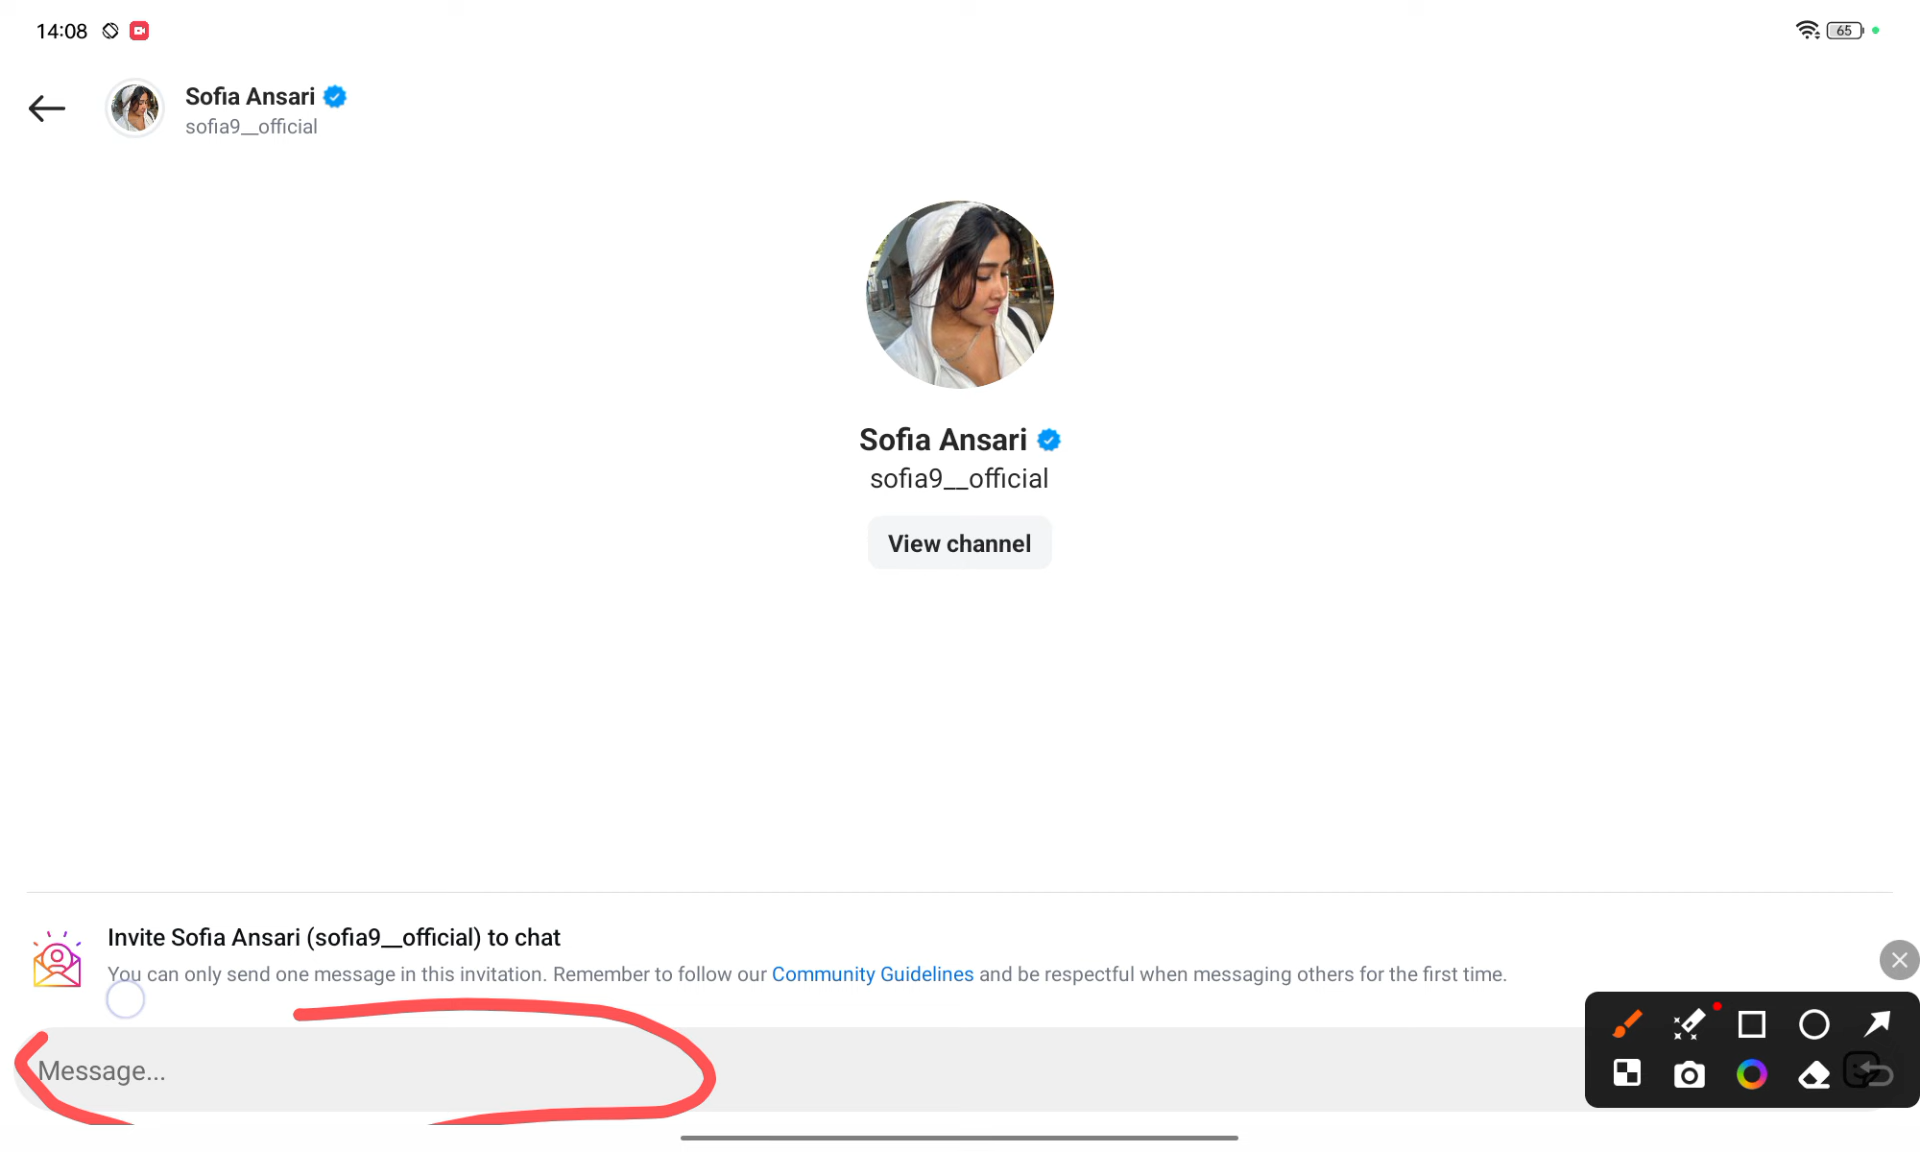 14:08
65
Sofia Ansari
sofia9__official
Sofia Ansari
sofia9__official
View channel
Invite Sofia Ansari (sofia9__official) to chat
You can only send one message in this invitation. Remember to follow our Community Guidelines and be respectful when messaging others for the first time.
Message...